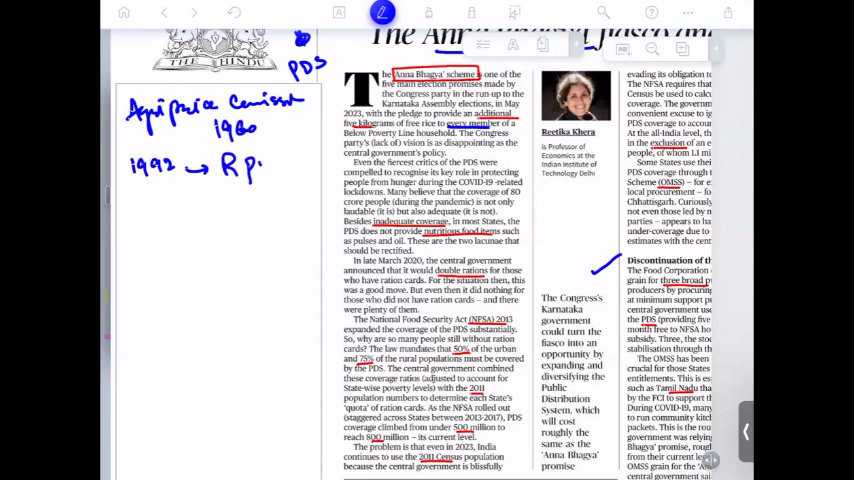 The Anna Bhagya fiasco an
THE HINDU
PDS
1960
1992 → R p
The 'Anna Bhagya' scheme is one of the
five main election promises made by
the Congress party in the run-up to the
Karnataka Assembly elections, in May
2023, with the pledge to provide an additional
five kilograms of free rice to every member of a
Below Poverty Line household. The Congress
party's (lack of) vision is as disappointing as the
central government's policy.
Even the fiercest critics of the PDS were
compelled to recognise its key role in protecting
people from hunger during the COVID-19 -related
lockdowns. Many believe that the coverage of 80
crore people (during the pandemic) is not only
laudable (it is) but also adequate (it is not).
Besides inadequate coverage, in most States, the
PDS does not provide nutritious food items such
as pulses and oil. These are the two lacunae that
should be rectified.
In late March 2020, the central government
announced that it would double rations for those
who have ration cards. For the situation then, this
was a good move. But even then it did nothing for
those who did not have ration cards – and there
were plenty of them.
The National Food Security Act (NFSA) 2013
expanded the coverage of the PDS substantially.
So, why are so many people still without ration
cards? The law mandates that 50% of the urban
and 75% of the rural populations must be covered
by the PDS. The central government combined
these coverage ratios (adjusted to account for
State-wise poverty levels) with the 2011
population numbers to determine each State's
'quota' of ration cards. As the NFSA rolled out
(staggered across States between 2013-2017), PDS
coverage climbed from under 500 million to
reach 800 million – its current level.
The problem is that even in 2023, India
continues to use the 2011 Census population
because the central government is blissfully
Reetika Khera
is Professor of
Economics at the
Indian Institute of
Technology Delhi
The Congress's
Karnataka
government
could turn the
fiasco into an
opportunity by
expanding and
diversifying the
Public
Distribution
System, which
will cost
roughly the
same as the
'Anna Bhagya'
promise
evading its obligation to
The NFSA requires that
Census be used to calcu
coverage. The governm
convenient excuse to ig
PDS coverage to accoun
At the all-India level, th
in the exclusion of an e
people, of whom 1.1 mi
Some States use their
PDS coverage through t
Scheme (OMSS) – for e
local procurement – fo
Chhattisgarh. Curiously
not even those led by n
parties – appears to ha
under-coverage due to
estimates with the cent
Discontinuation of th
The Food Corporation o
grain for three broad p
producers by procuring
at minimum support p
central government use
the PDS (providing five
month free to NFSA ho
subsidy. Three, the stoc
stabilisation through th
The OMSS has been
crucial for those States
entitlements. This is es
such as Tamil Nadu tha
by the FCI to support th
During COVID-19, many
to run community kitch
packets. This is the rou
government was relying
Bhagya' promise, rough
from their current lev
OMSS grain for the 'An
the central government